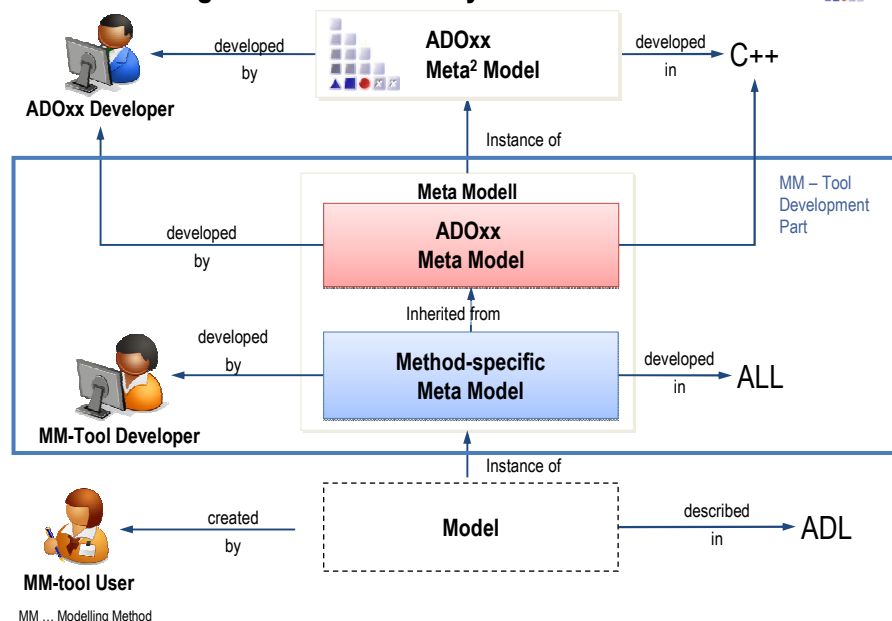 developed
by
ADOxx
Meta² Model
developed
in
C++
ADOxx Developer
Instance of
MM – Tool
Development
Part
Meta Modell
developed
by
ADOxx
Meta Model
Inherited from
developed
by
Method-specific
Meta Model
developed
in
ALL
MM-Tool Developer
Instance of
created
by
Model
described
in
ADL
MM-tool User
MM ... Modelling Method